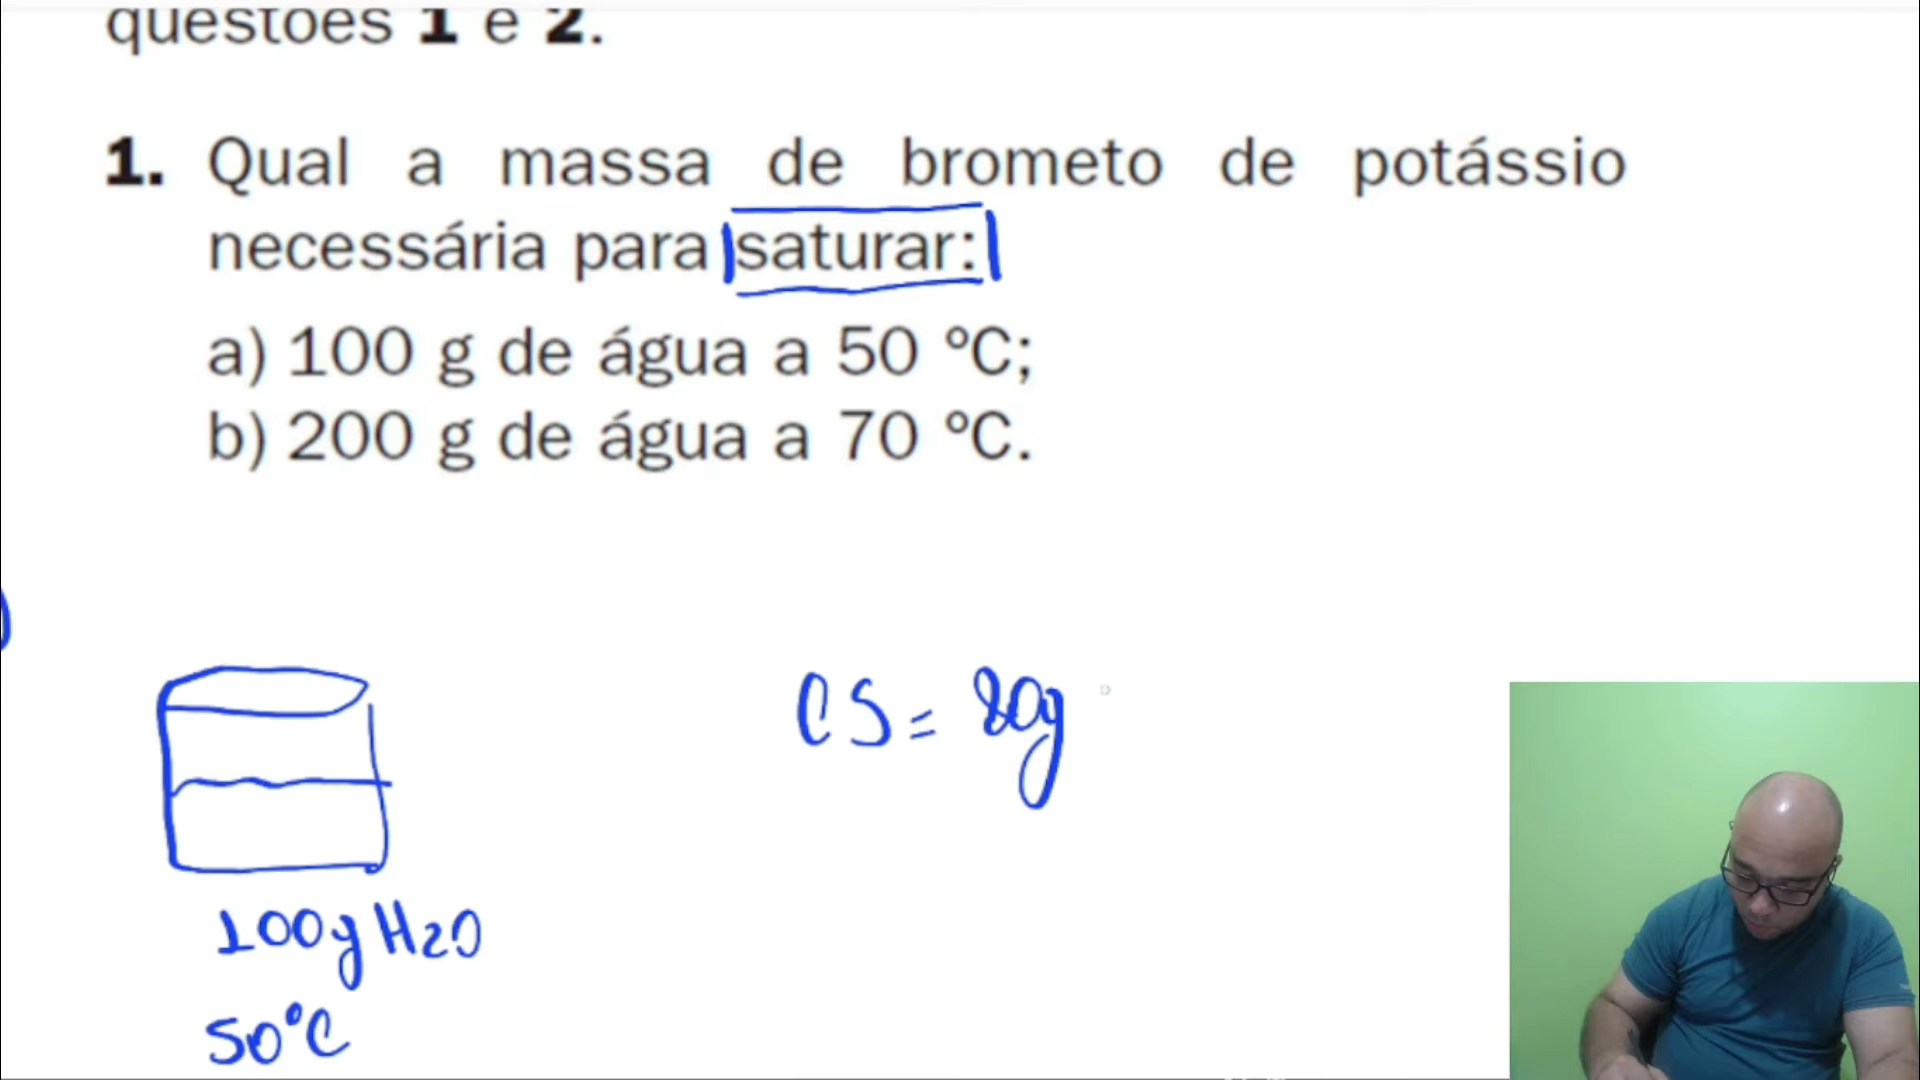 questões 1 e 2.
1. Qual a massa de brometo de potássio
necessária para saturar:
a) 100 g de água a 50 °C;
b) 200 g de água a 70 °C.
CS = 80g
100g H2O
50°C